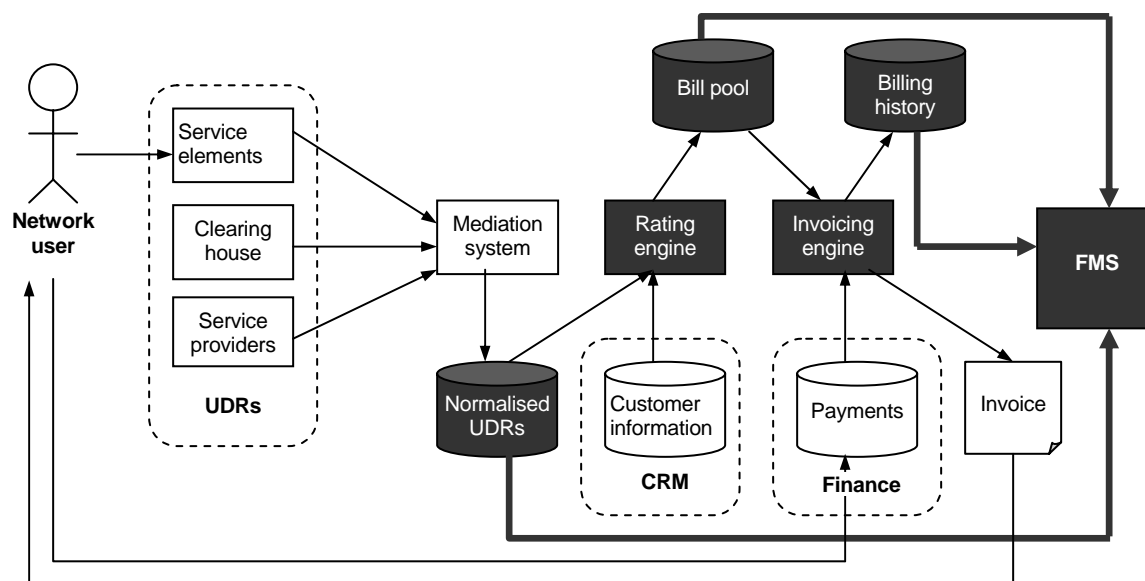 Bill pool
Billing
history
Service
elements
Network
user
Clearing
house
Mediation
system
Rating
engine
Invoicing
engine
FMS
Service
providers
UDRs
Normalised
UDRs
Customer
information
CRM
Payments
Finance
Invoice